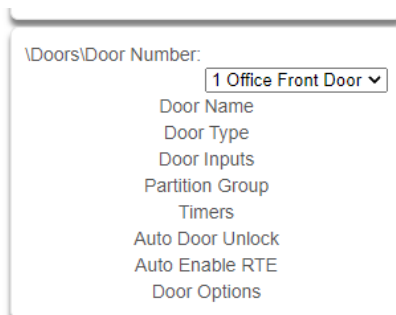 \Doors\Door Number:
1 Office Front Door
Door Name
Door Type
Door Inputs
Partition Group
Timers
Auto Door Unlock
Auto Enable RTE
Door Options